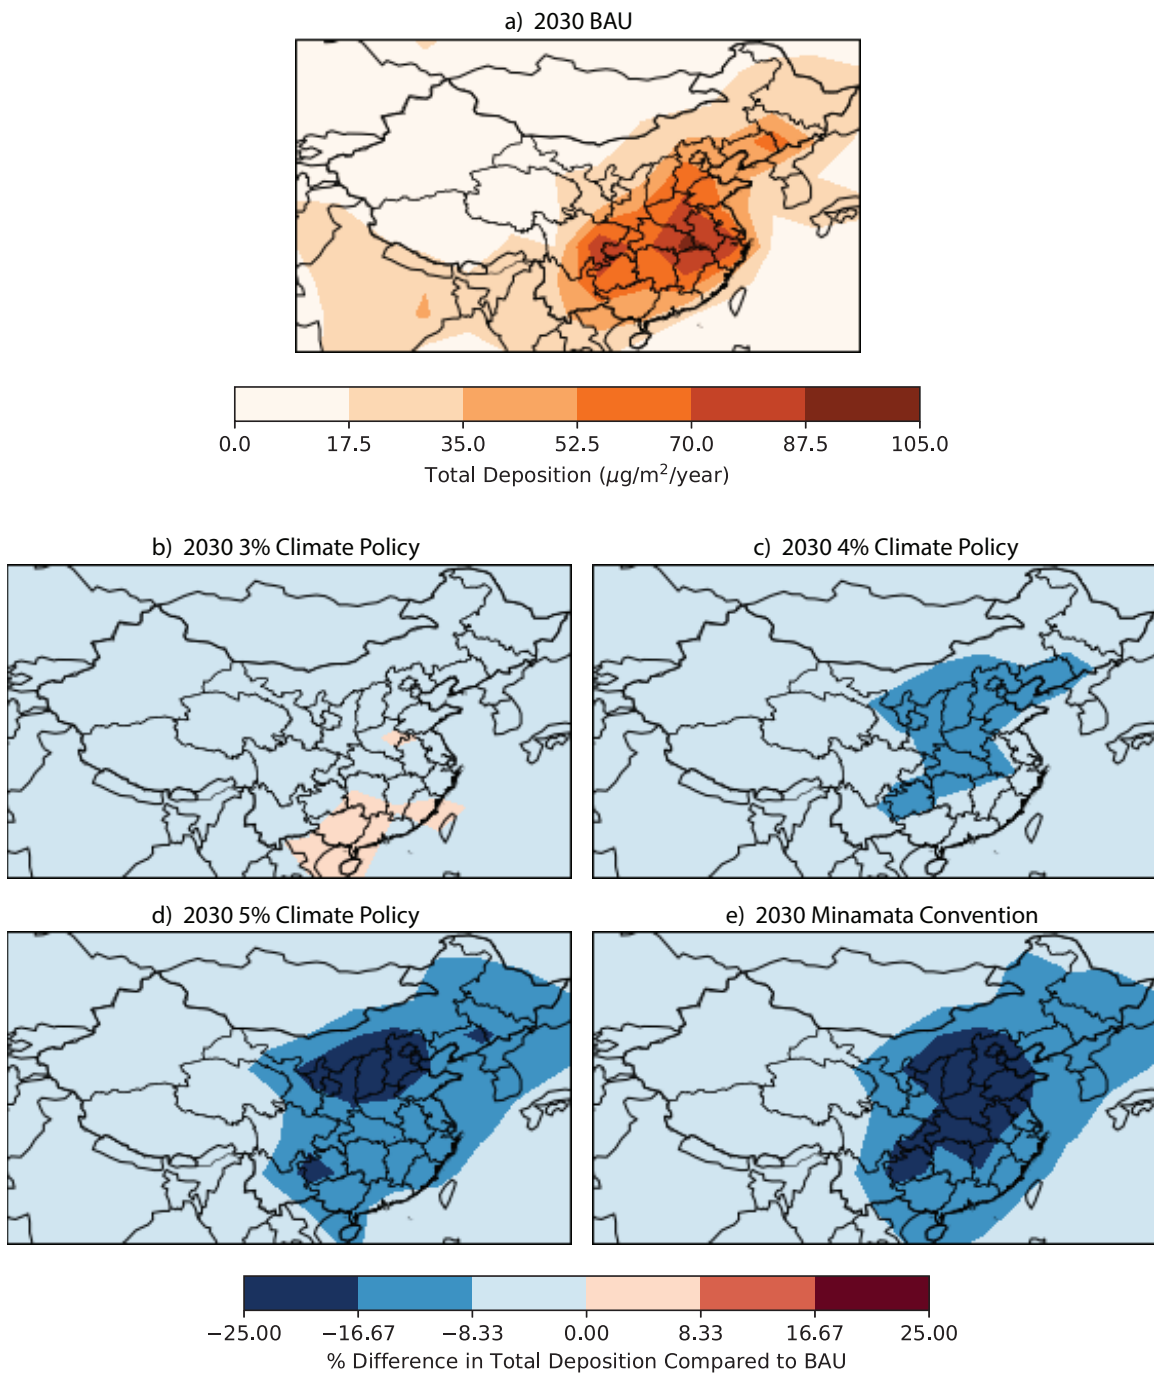 a) 2030 BAU
0.0 17.5 35.0 52.5 70.0 87.5 105.0
Total Deposition (μg/m²/year)
b) 2030 3% Climate Policy
c) 2030 4% Climate Policy
d) 2030 5% Climate Policy
e) 2030 Minamata Convention
−25.00 −16.67 −8.33 0.00 8.33 16.67 25.00
% Difference in Total Deposition Compared to BAU